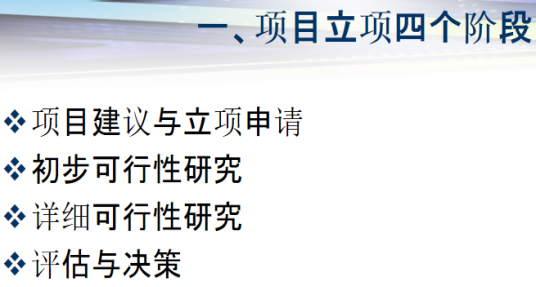 一、项目立项四个阶段
❖项目建议与立项申请
❖初步可行性研究
❖详细可行性研究
❖评估与决策